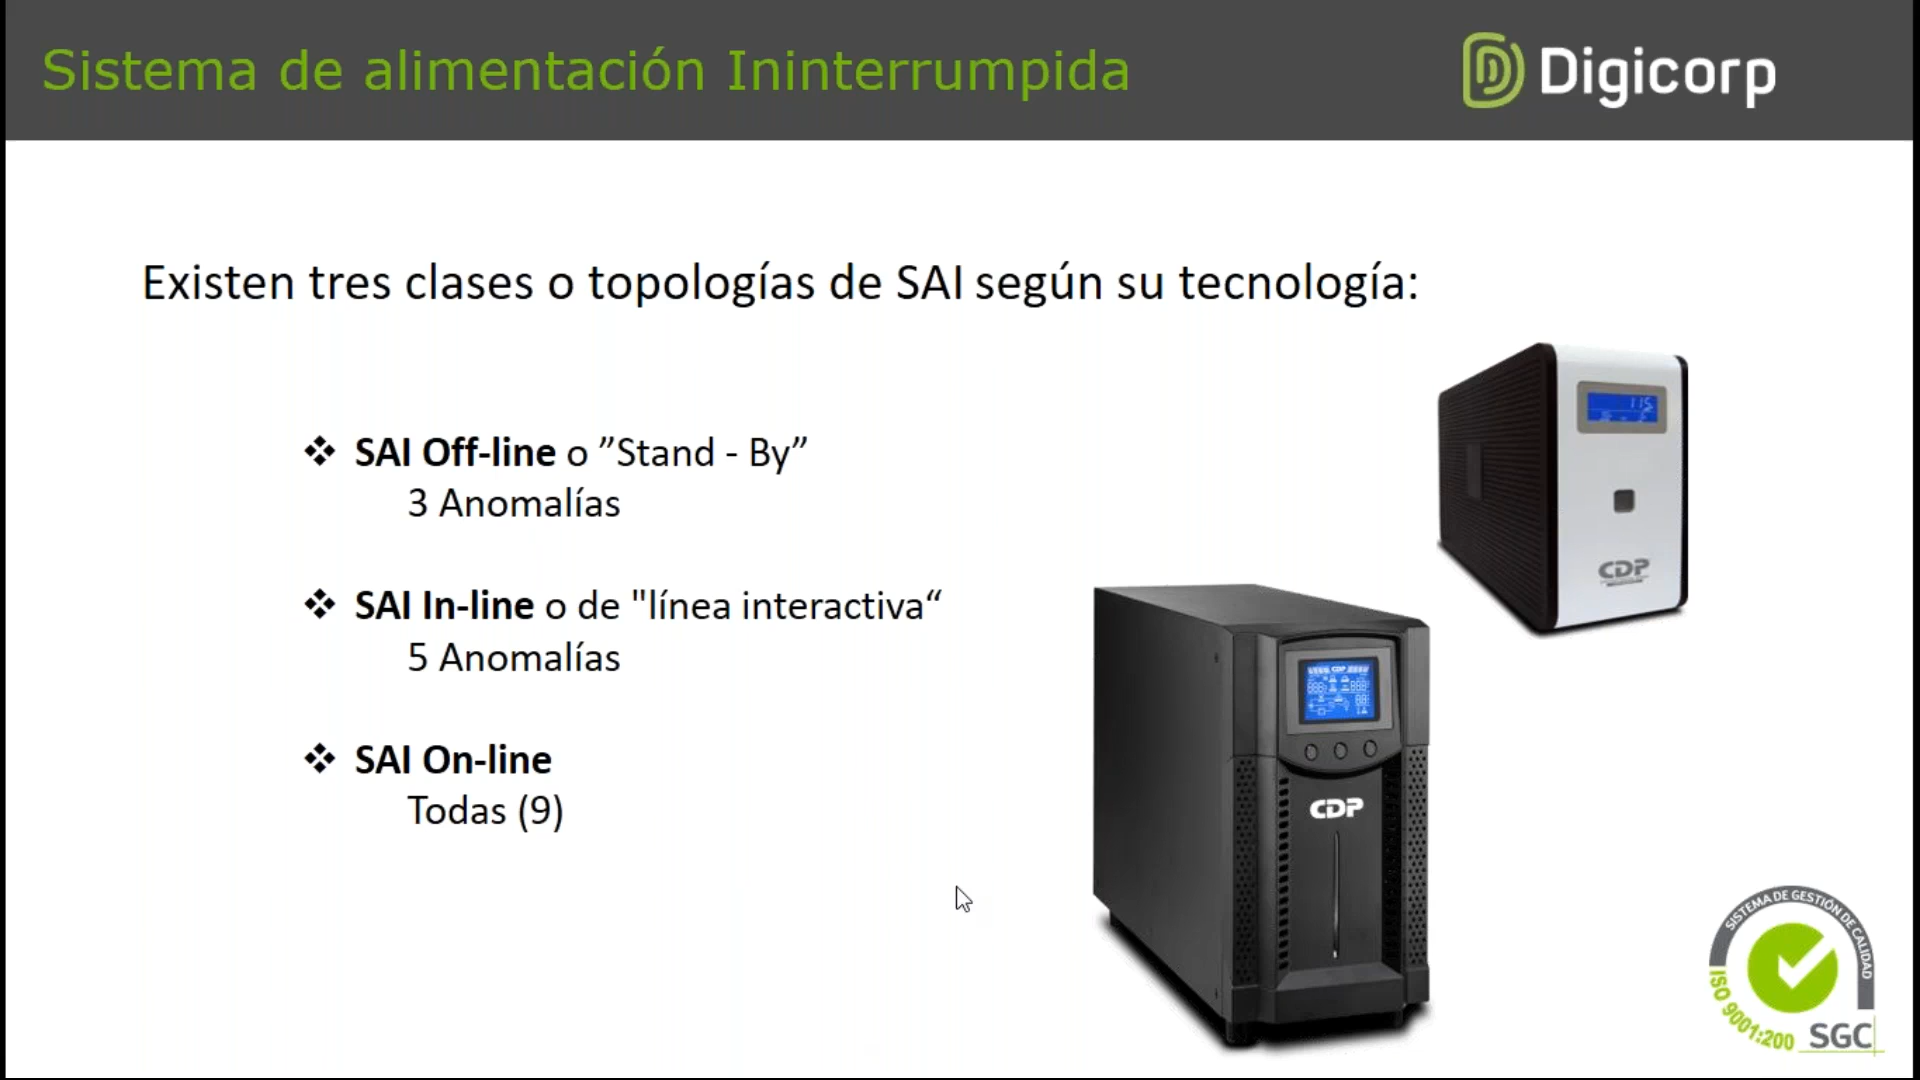 Sistema de alimentación Ininterrumpida
Digicorp
Existen tres clases o topologías de SAI según su tecnología:
❖ SAI Off-line o ”Stand - By”
3 Anomalías
❖ SAI In-line o de "línea interactiva“
5 Anomalías
❖ SAI On-line
Todas (9)
115
CDP
CDP
CDP
SISTEMA DE GESTIÓN DE CALIDAD
ISO 9001:200
SGC